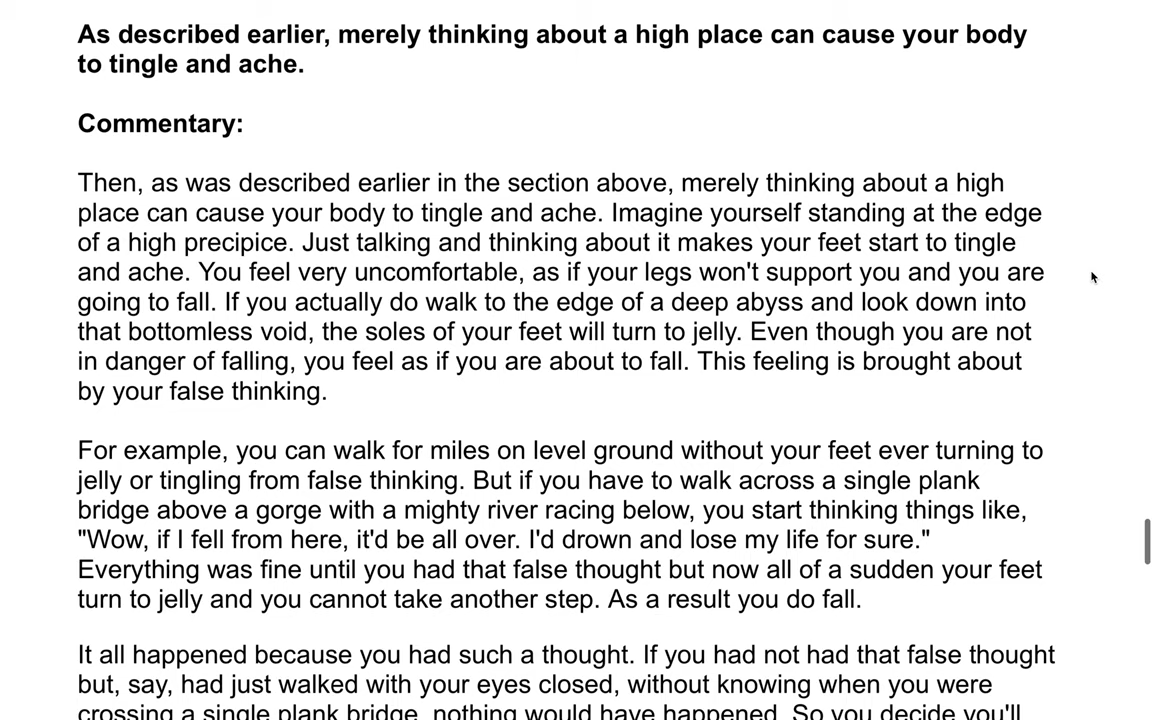 As described earlier, merely thinking about a high place can cause your body
to tingle and ache.
Commentary:
Then, as was described earlier in the section above, merely thinking about a high
place can cause your body to tingle and ache. Imagine yourself standing at the edge
of a high precipice. Just talking and thinking about it makes your feet start to tingle
and ache. You feel very uncomfortable, as if your legs won't support you and you are
going to fall. If you actually do walk to the edge of a deep abyss and look down into
that bottomless void, the soles of your feet will turn to jelly. Even though you are not
in danger of falling, you feel as if you are about to fall. This feeling is brought about
by your false thinking.
For example, you can walk for miles on level ground without your feet ever turning to
jelly or tingling from false thinking. But if you have to walk across a single plank
bridge above a gorge with a mighty river racing below, you start thinking things like,
"Wow, if I fell from here, it'd be all over. I'd drown and lose my life for sure."
Everything was fine until you had that false thought but now all of a sudden your feet
turn to jelly and you cannot take another step. As a result you do fall.
It all happened because you had such a thought. If you had not had that false thought
but, say, had just walked with your eyes closed, without knowing when you were
crossing a single plank bridge, nothing would have happened. So you decide you'll